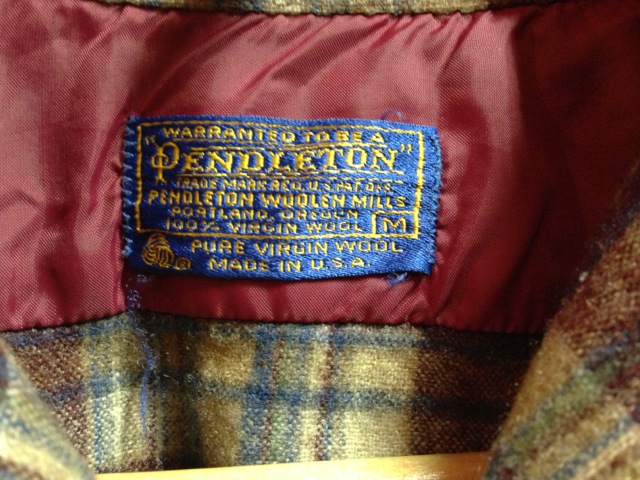 WARRANTED TO BE A
"PENDLETON"
TRADE MARK REG. U.S. PAT. OFF.
PENDLETON WOOLEN MILLS
PORTLAND, OREGON
100% VIRGIN WOOL M
PURE VIRGIN WOOL
MADE IN U.S.A.